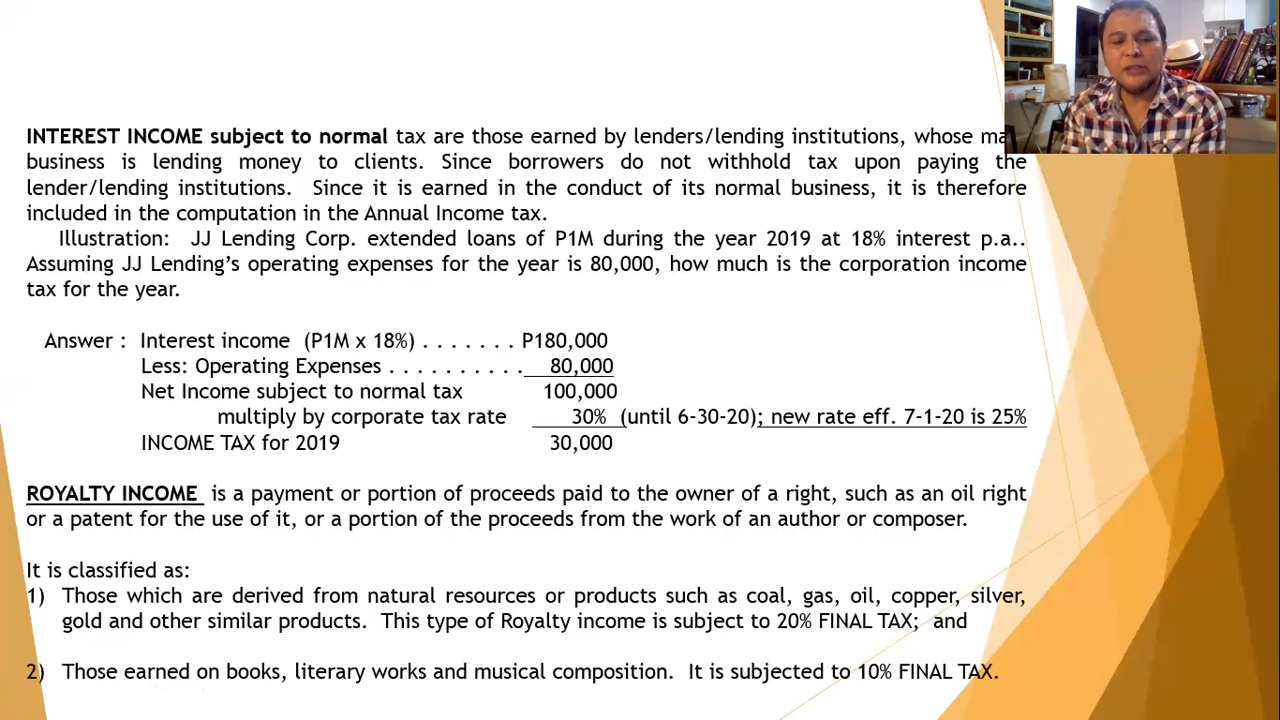 INTEREST INCOME subject to normal tax are those earned by lenders/lending institutions, whose
business is lending money to clients. Since borrowers do not withhold tax upon paying the
lender/lending institutions. Since it is earned in the conduct of its normal business, it is therefore
included in the computation in the Annual Income tax.
Illustration: JJ Lending Corp. extended loans of P1M during the year 2019 at 18% interest p.a..
Assuming JJ Lending's operating expenses for the year is 80,000, how much is the corporation income
tax for the year.
Answer : Interest income (P1M x 18%) . . . . . . . P180,000
Less: Operating Expenses . . . . . . . . . . 80,000
Net Income subject to normal tax 100,000
multiply by corporate tax rate 30% (until 6-30-20); new rate eff. 7-1-20 is 25%
INCOME TAX for 2019 30,000
ROYALTY INCOME is a payment or portion of proceeds paid to the owner of a right, such as an oil right
or a patent for the use of it, or a portion of the proceeds from the work of an author or composer.
It is classified as:
1) Those which are derived from natural resources or products such as coal, gas, oil, copper, silver,
gold and other similar products. This type of Royalty income is subject to 20% FINAL TAX; and
2) Those earned on books, literary works and musical composition. It is subjected to 10% FINAL TAX.